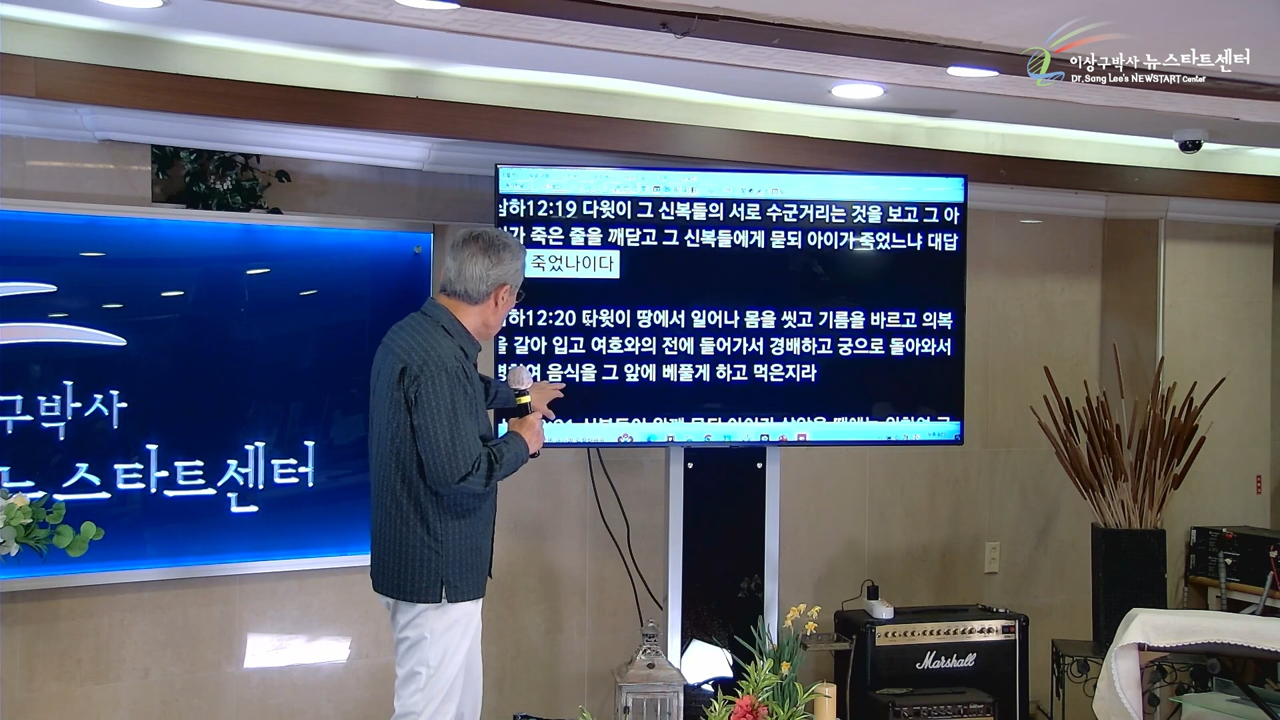 이상구박사 뉴스타트센터
Dr. Sang Lee's NEWSTART Center
삼하12:19 다윗이 그 신복들의 서로 수군거리는 것을 보고 그 아
가 죽은 줄을 깨닫고 그 신복들에게 묻되 아이가 죽었느냐 대답
죽었나이다
하12:20 다윗이 땅에서 일어나 몸을 씻고 기름을 바르고 의복
을 갈아 입고 여호와의 전에 들어가서 경배하고 궁으로 돌아와서
음식을 그 앞에 베풀게 하고 먹은지라
구박사
뉴스타트센터
Marshall